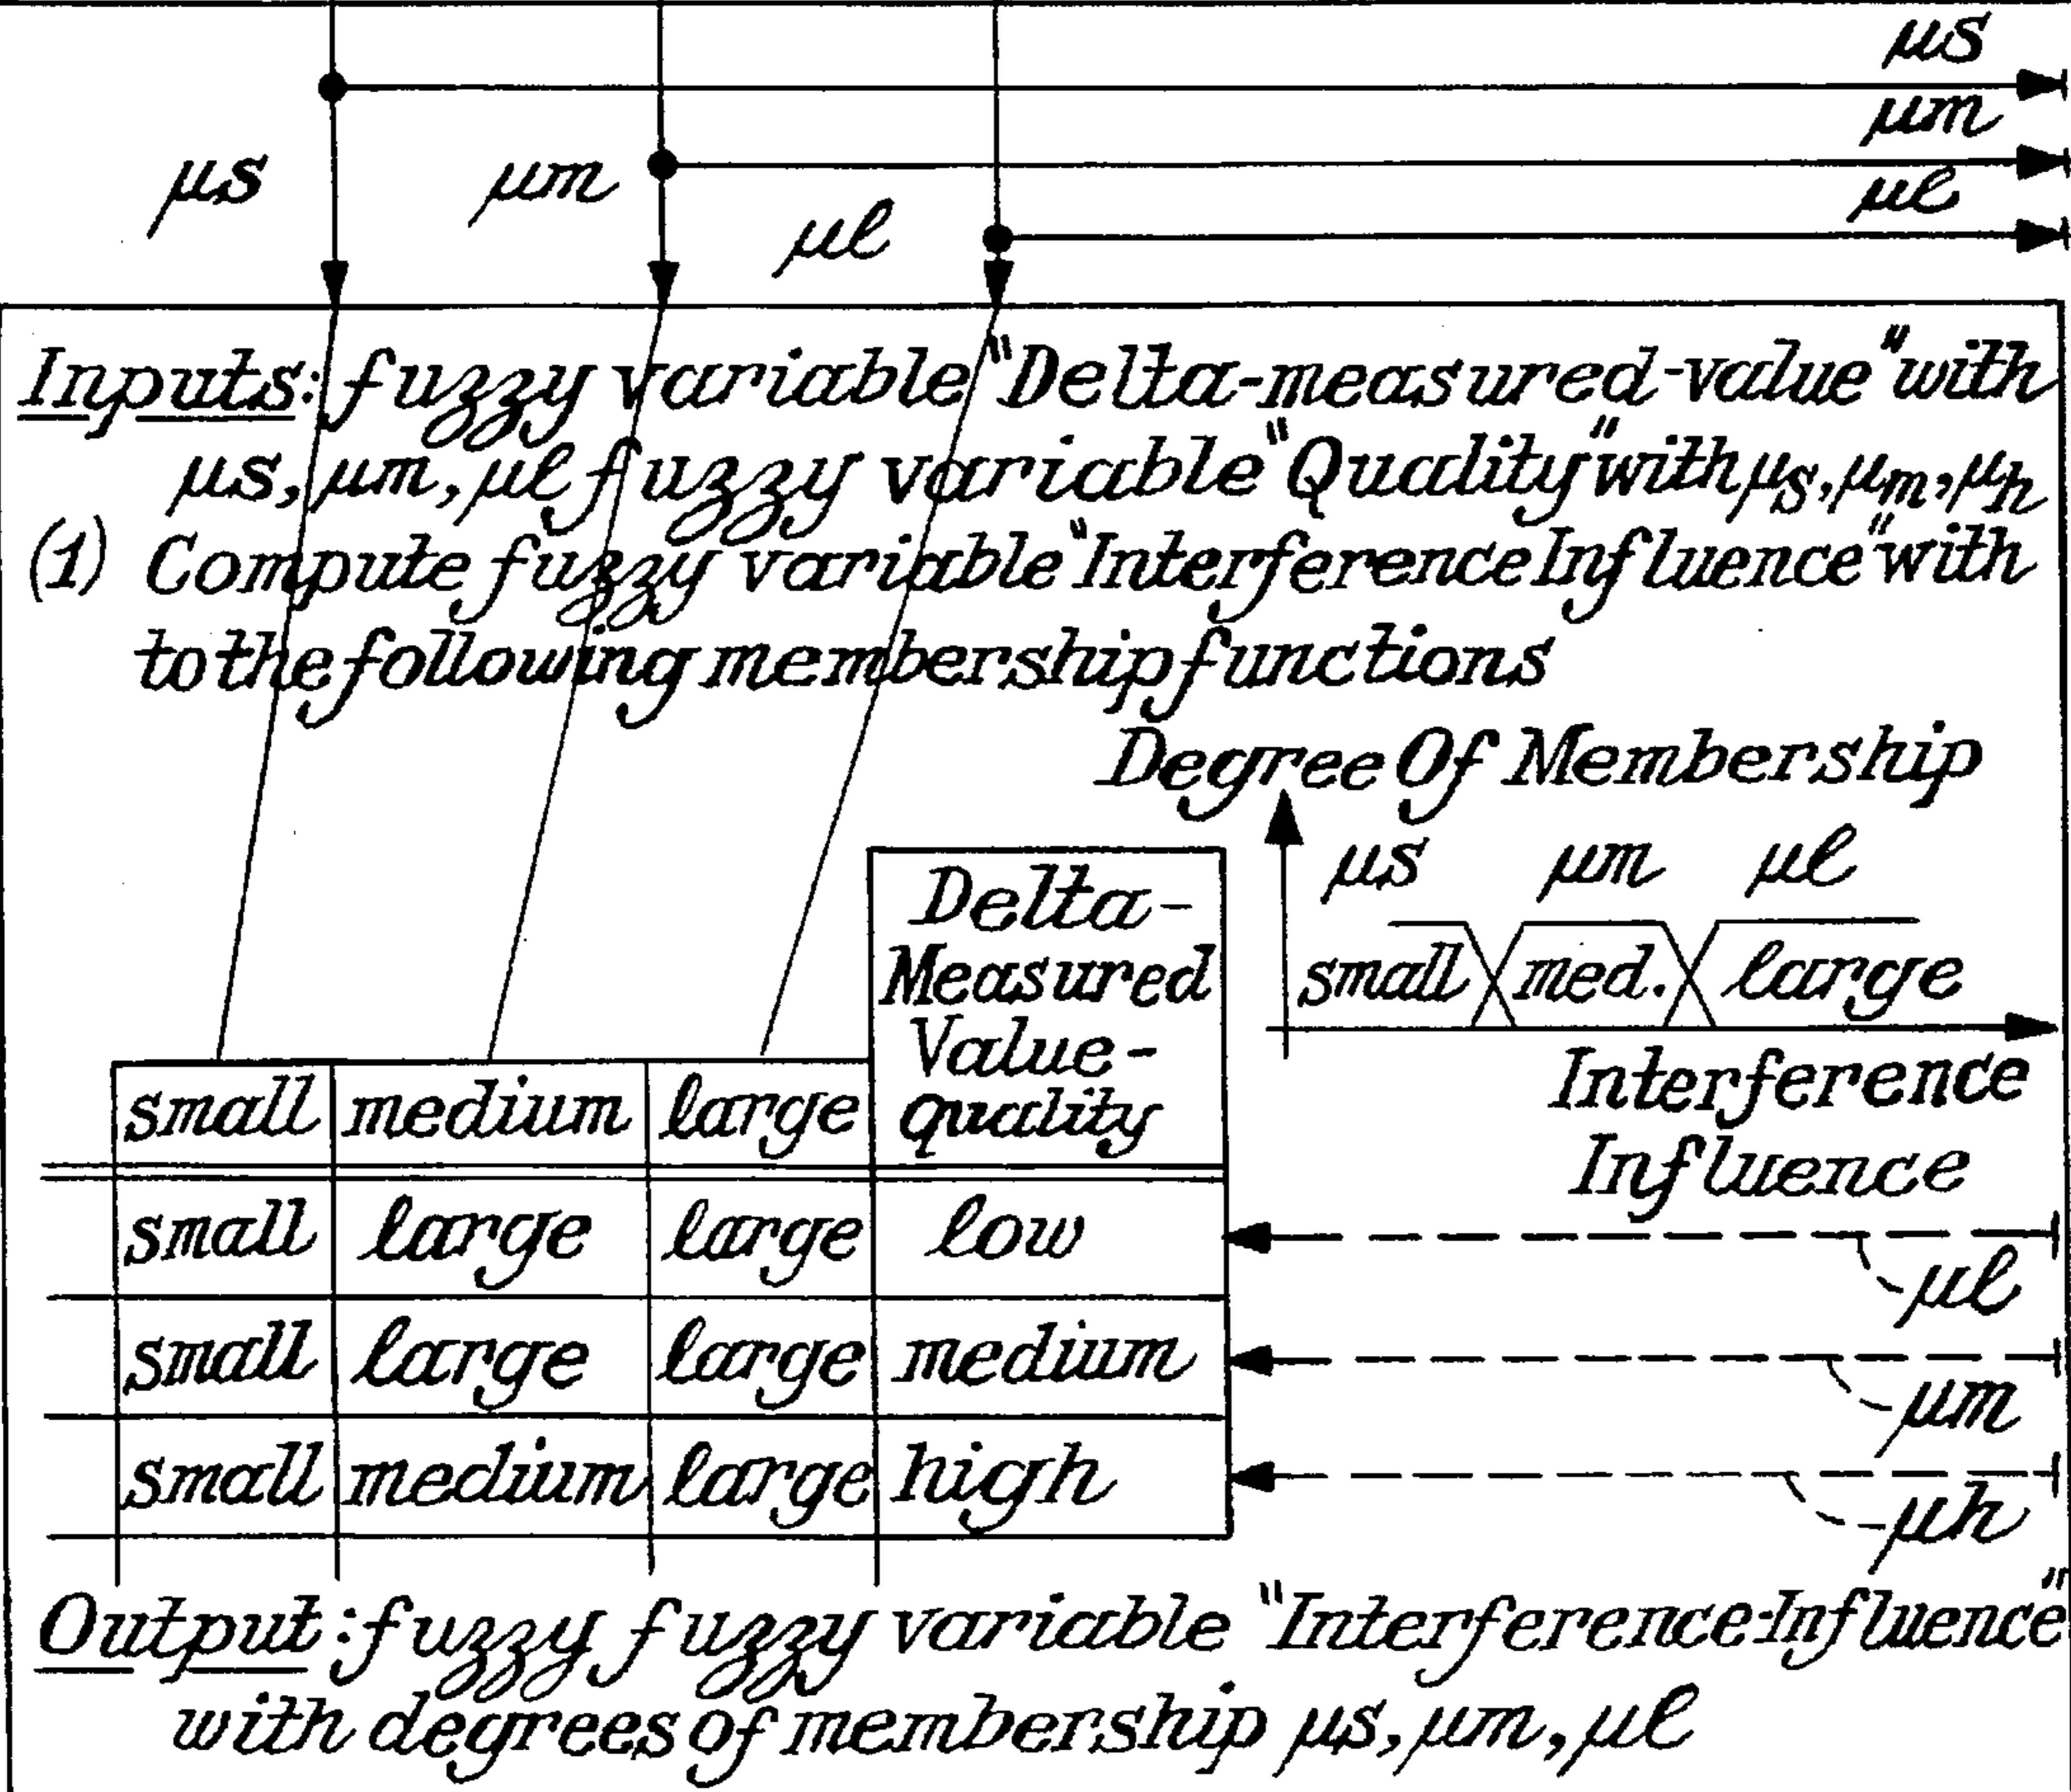 μs
μm
μl
μs
μm
μl
Inputs: fuzzy variable "Delta-measured-value" with
μs, μm, μl fuzzy variable "Quality" with μs, μm, μh
(1) Compute fuzzy variable "Interference Influence" with
to the following membership functions
Degree Of Membership
μs μm μl
small med. large
Interference
Influence
Delta-
Measured
Value-
quality
small medium large
small large large low
μl
small large large medium
μm
small medium large high
μh
Output: fuzzy fuzzy variable "Interference-Influence"
with degrees of membership μs, μm, μl